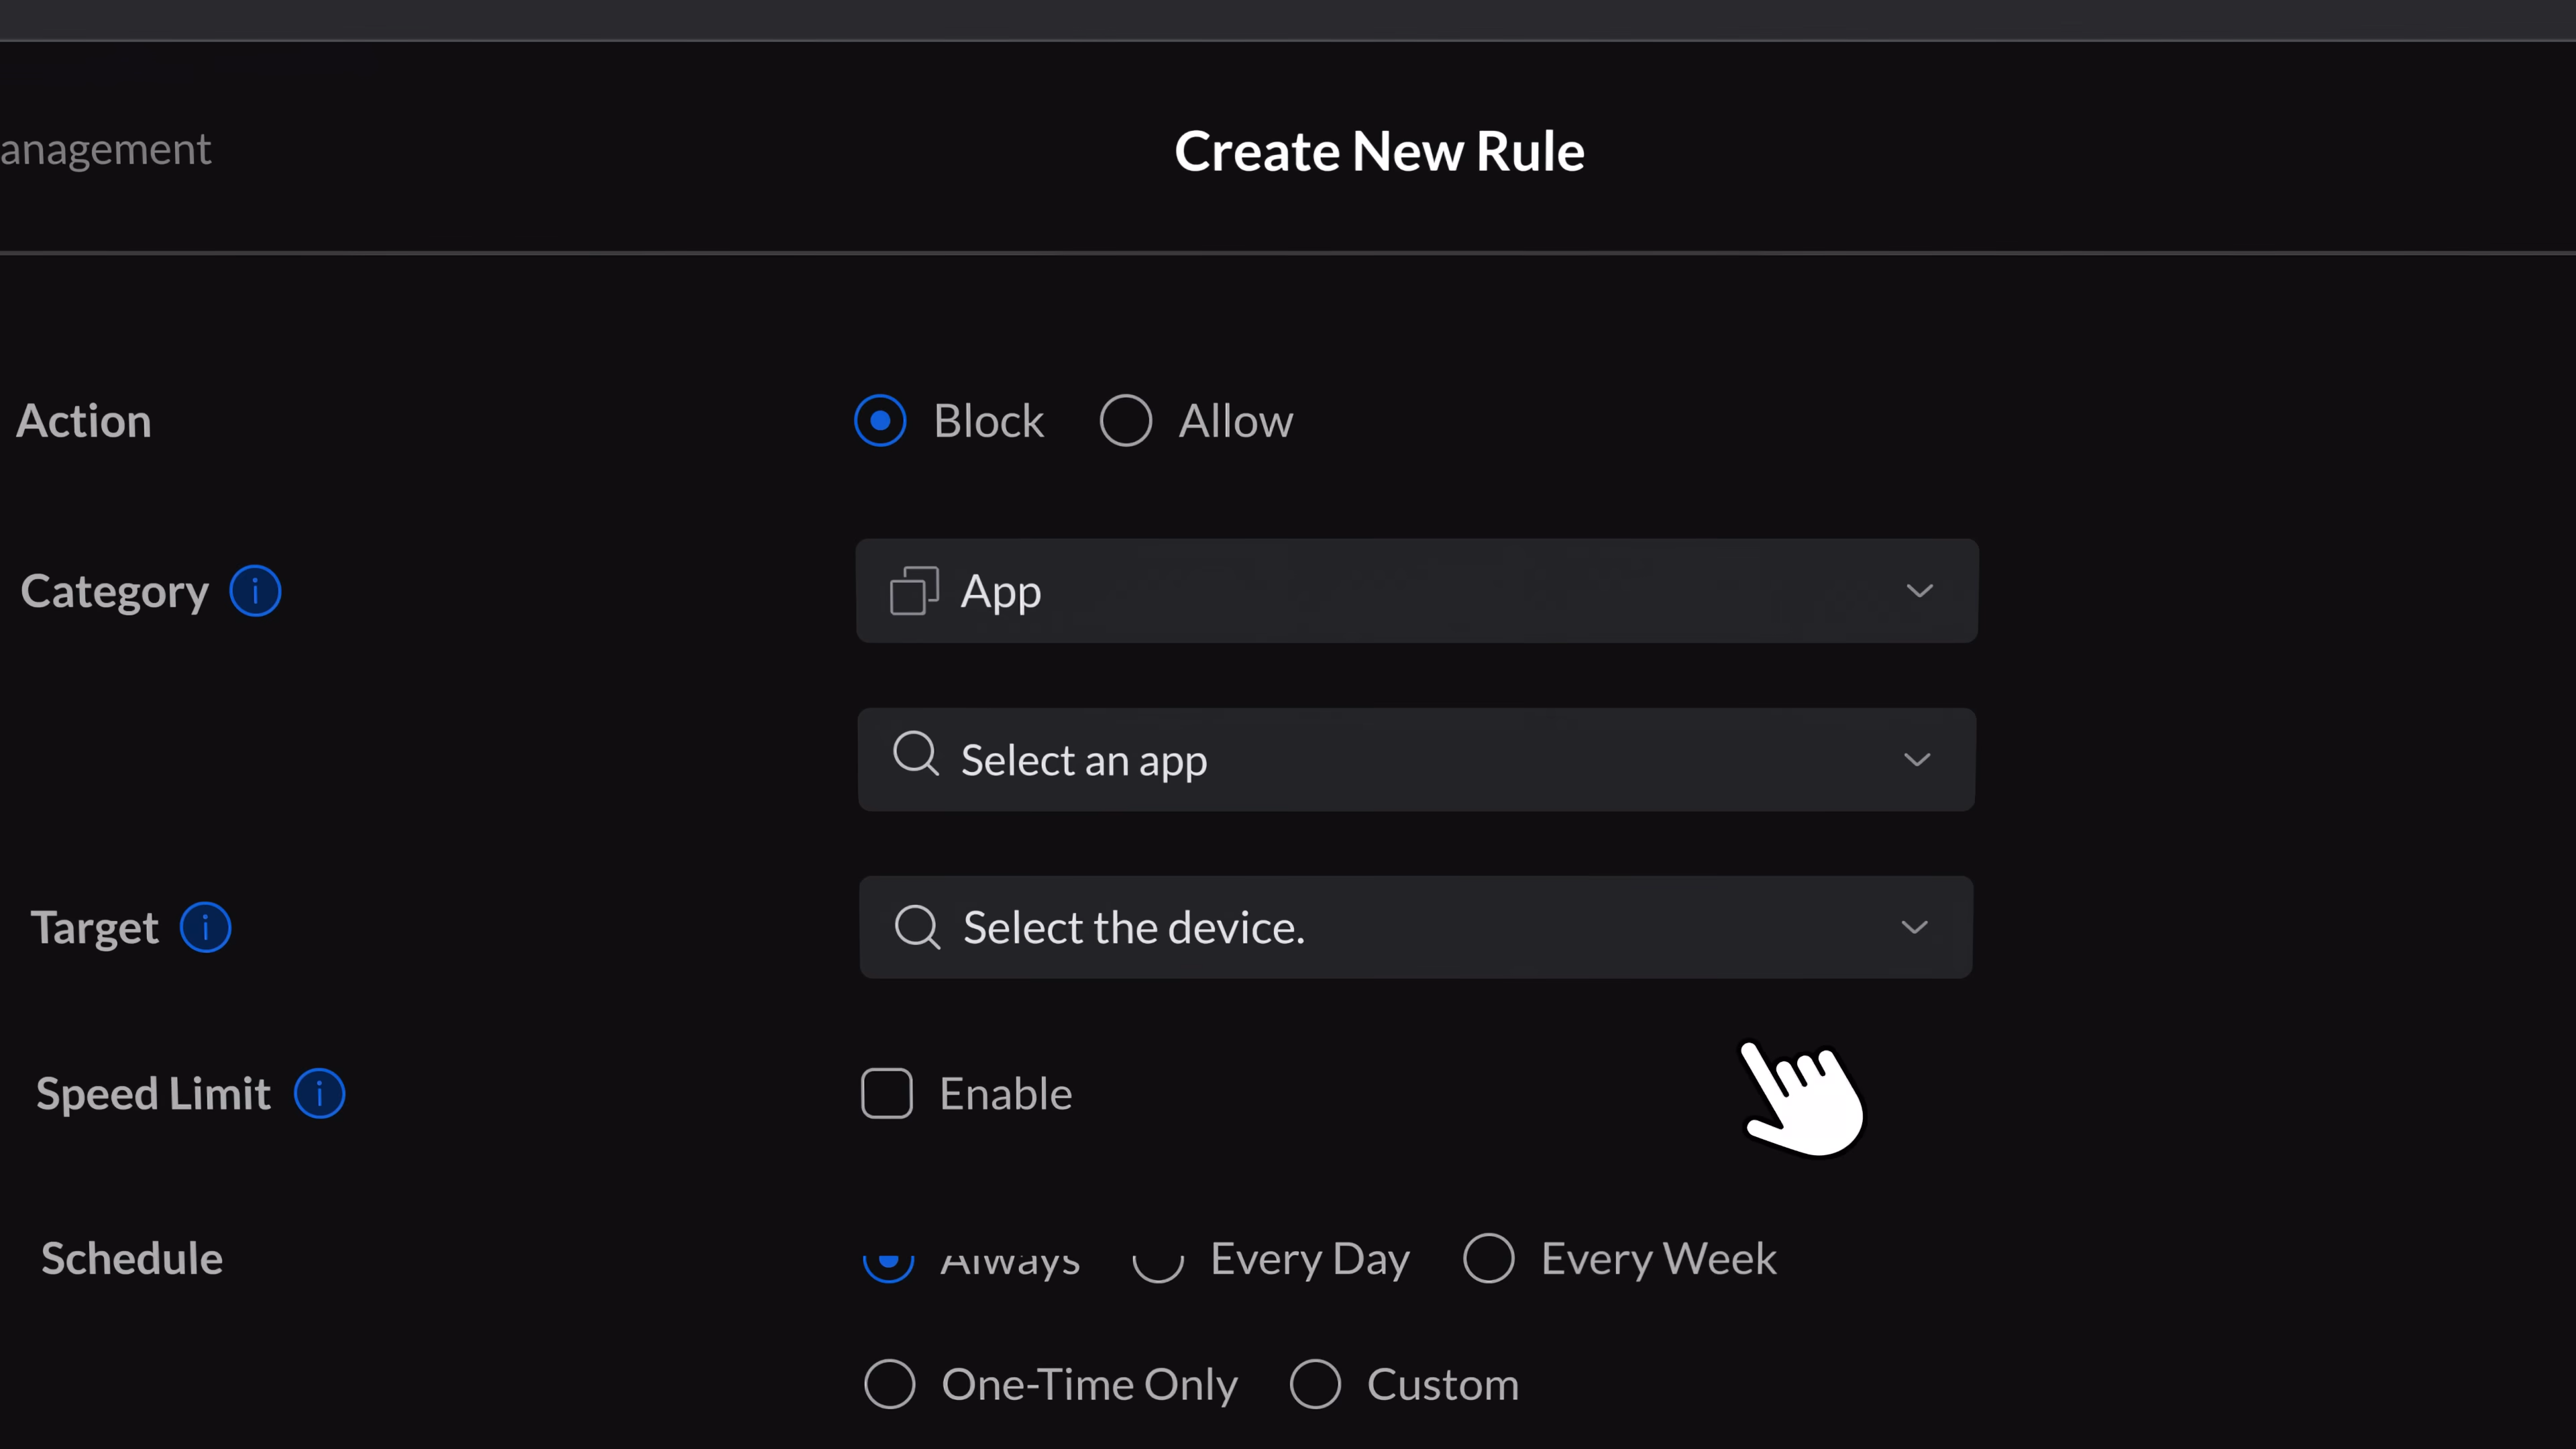 anagement
Create New Rule
Action
Block Allow
Category i
App
Select an app
Target i
Select the device.
Speed Limit i
Enable
Schedule
Always Every Day Every Week
One-Time Only Custom